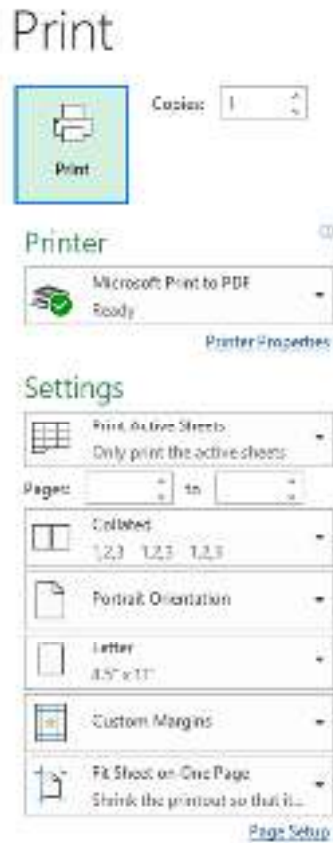 Print
Copies: 1
Print
Printer
Microsoft Print to PDF
Ready
Printer Properties
Settings
Print Active Sheets
Only print the active sheets
Pages: to
Collated
1,2,3 1,2,3 1,2,3
Portrait Orientation
Letter
8.5" x 11"
Custom Margins
Fit Sheet on One Page
Shrink the printout so that it...
Page Setup